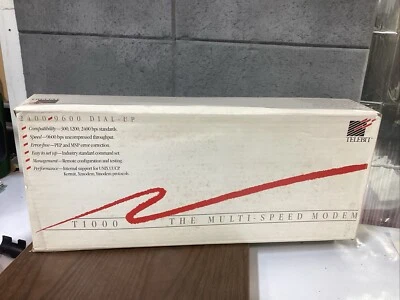 2400-9600 DIAL-UP
Compatibility — 300, 1200, 2400 bps standards.
Speed — 9600 bps uncompressed throughput.
Error-free — PEP and MNP error correction.
Easy to set up — Industry standard command set.
Management — Remote configuration and testing.
Performance — Internal support for UNIX UUCP
Kermit, Xmodem, Ymodem protocols.
TELEBIT
T1000 THE MULTI-SPEED MODEM